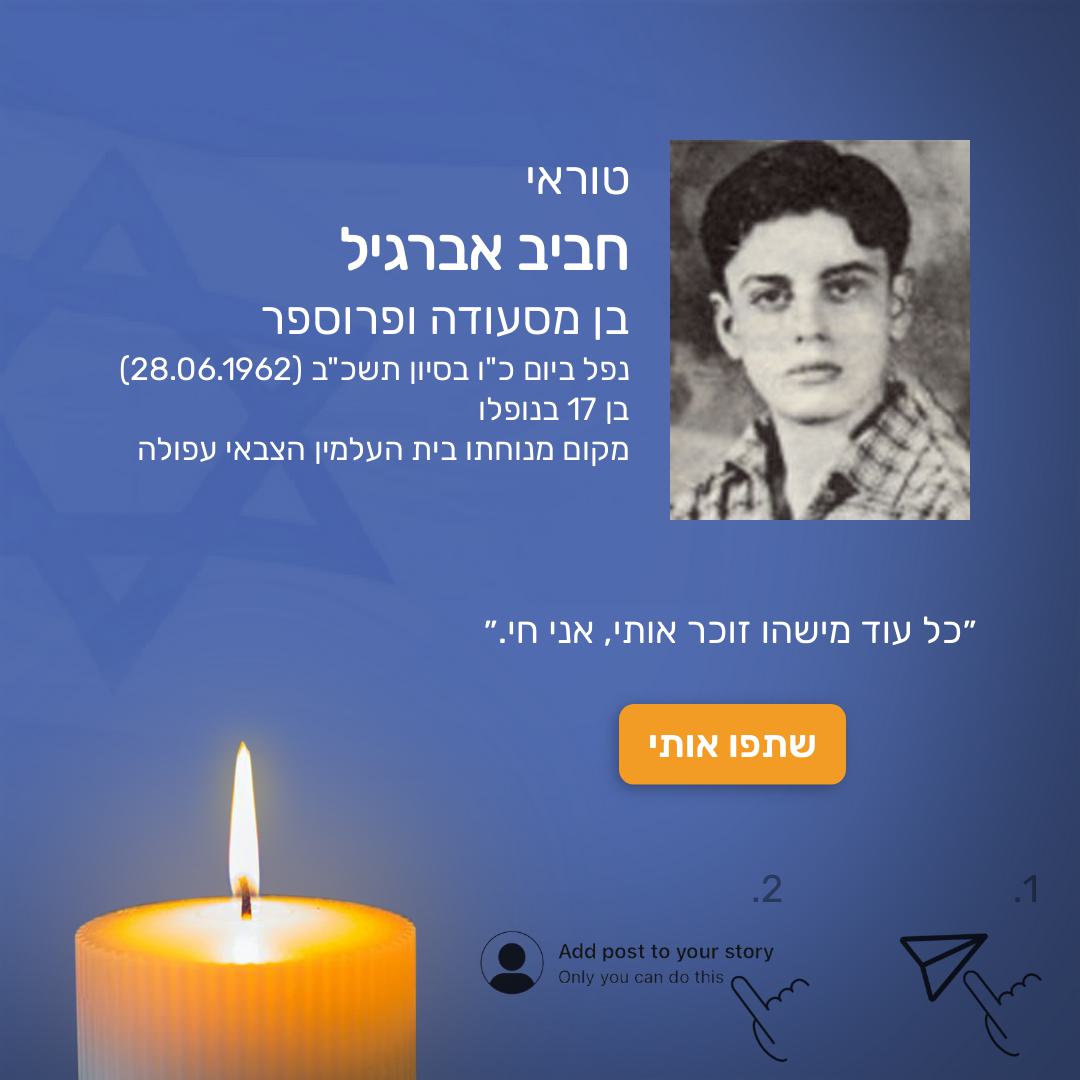 טוראי
חביב אברגיל
בן מסעודה ופרוספר
נפל ביום כ"ו בסיון תשכ"ב (28.06.1962)
בן 17 בנופלו
מקום מנוחתו בית העלמין הצבאי עפולה
״כל עוד מישהו זוכר אותי, אני חי.״
שתפו אותי
.1
.2
Add post to your story
Only you can do this